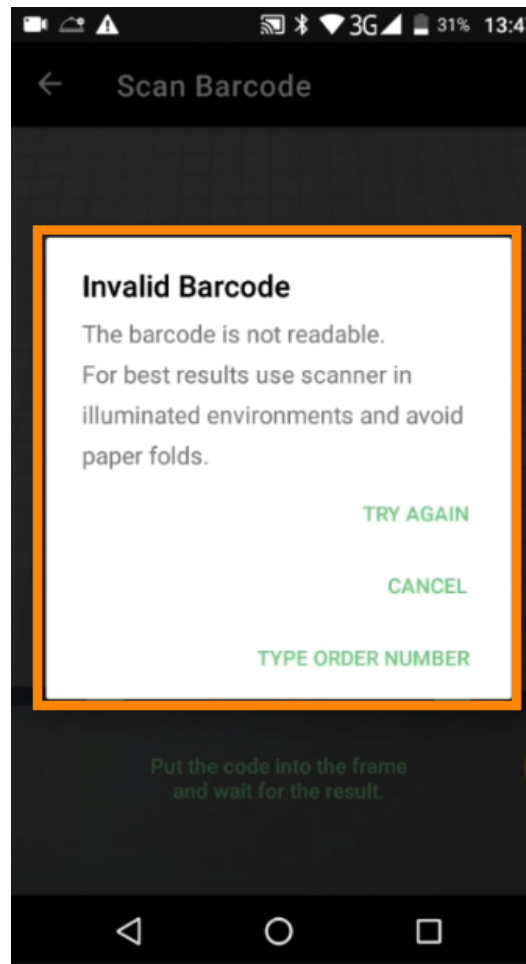 3G 31% 13:4
Scan Barcode
Invalid Barcode
The barcode is not readable.
For best results use scanner in
illuminated environments and avoid
paper folds.
TRY AGAIN
CANCEL
TYPE ORDER NUMBER
Put the code into the frame
and wait for the result.